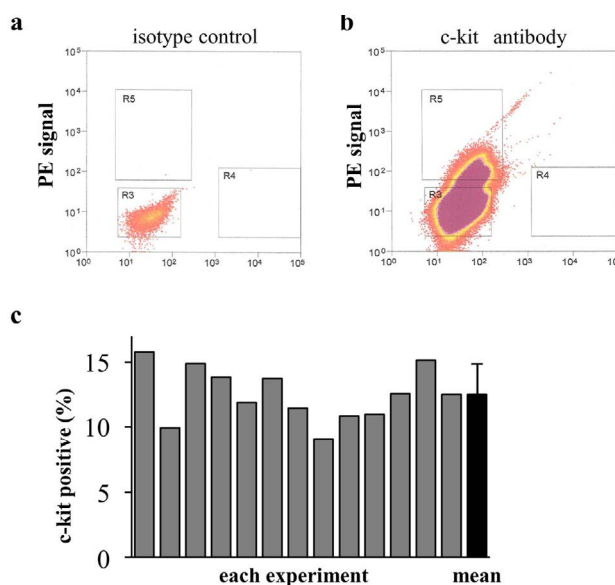 a
isotype control
PE signal
10⁵
10⁴
10³
10²
10¹
10⁰
R5
R4
R3
10⁰
10¹
10²
10³
10⁴
10⁵
b
c-kit antibody
PE signal
10⁵
10⁴
10³
10²
10¹
10⁰
R5
R4
R3
10⁰
10¹
10²
10³
10⁴
c
c-kit positive (%)
15
10
5
0
each experiment
mean